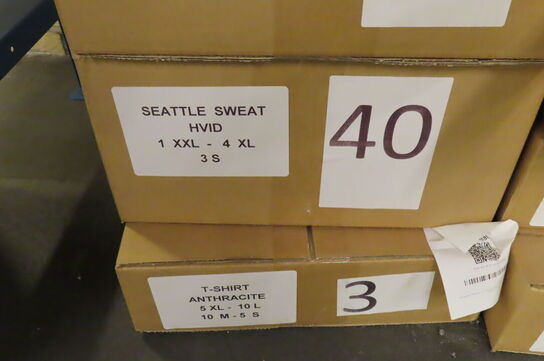 SEATTLE SWEAT
HVID
1 XXL - 4 XL
3 S
40
T-SHIRT
ANTHRACITE
5 XL - 10 L
10 M - 5 S
3